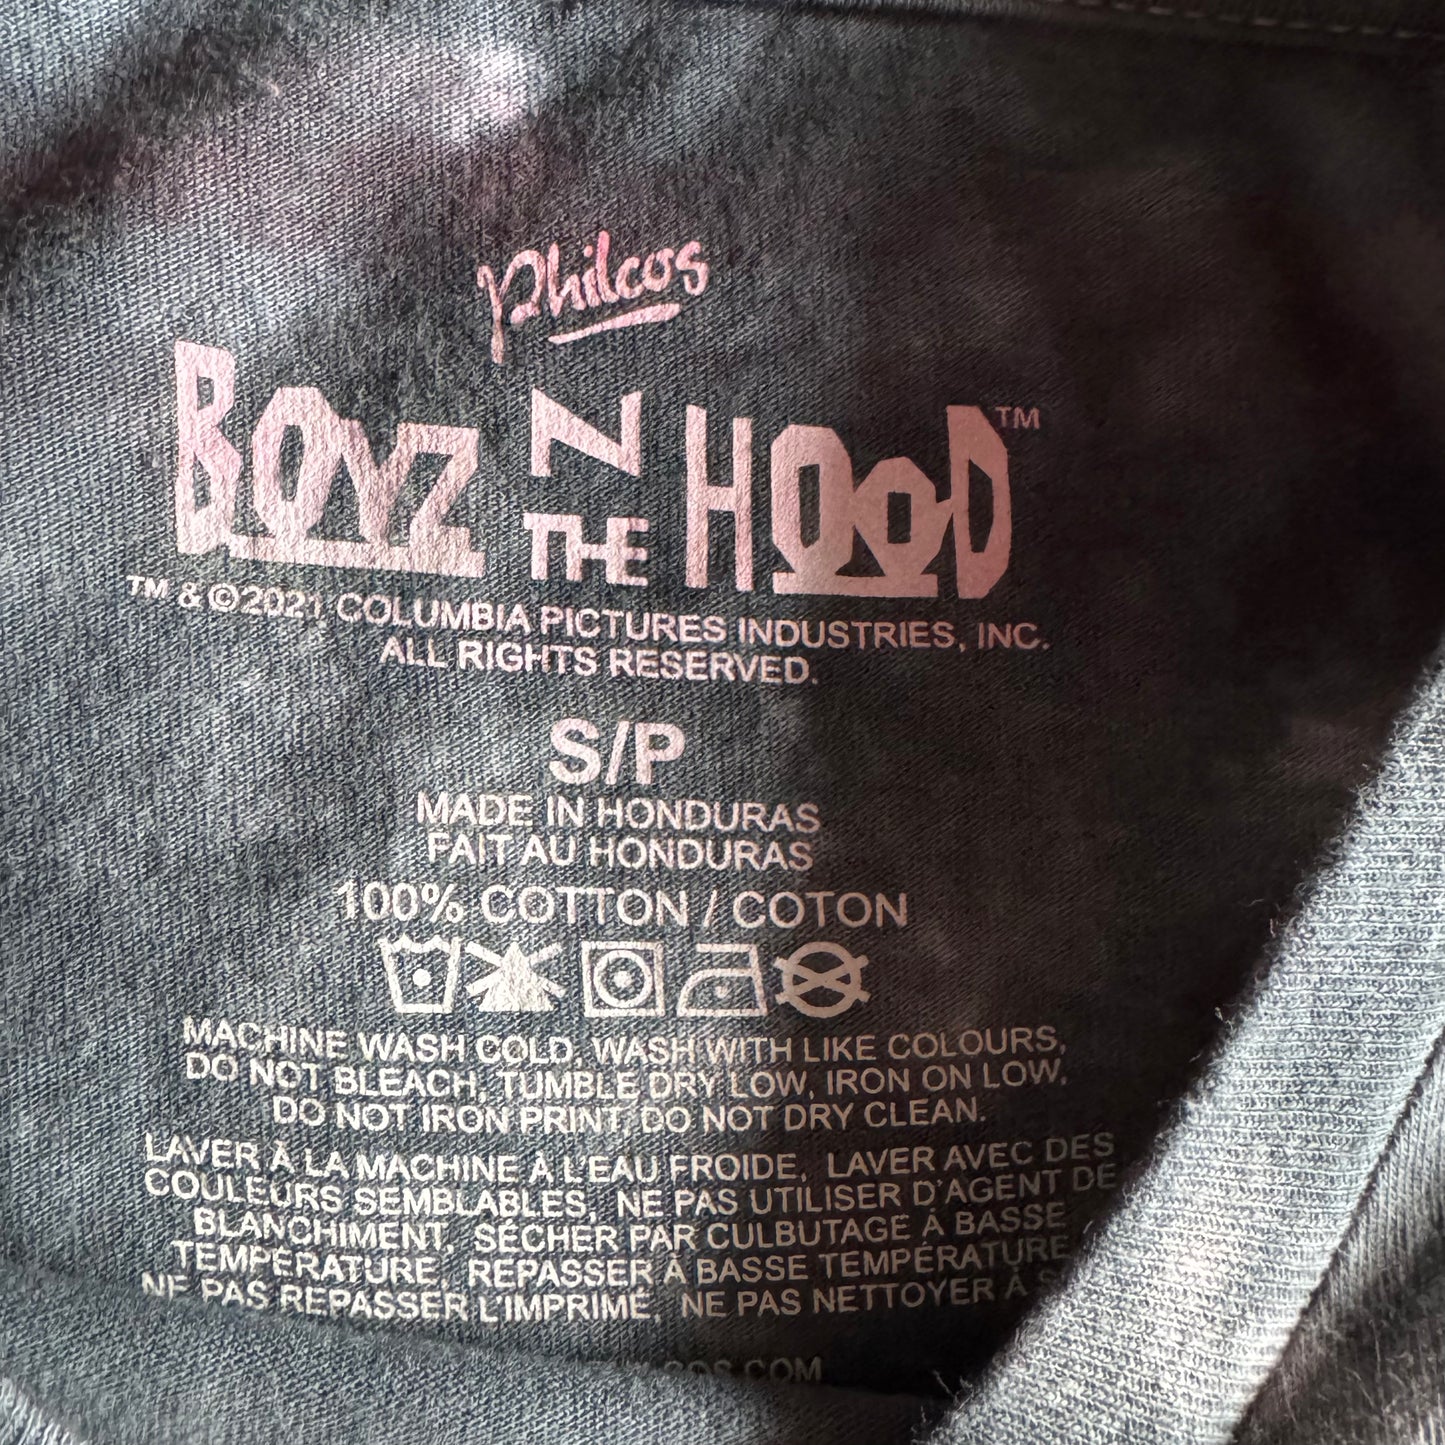 Philcos
BOYZ N THE HOOD™
TM & ©2021 COLUMBIA PICTURES INDUSTRIES, INC.
ALL RIGHTS RESERVED.
S/P
MADE IN HONDURAS
FAIT AU HONDURAS
100% COTTON / COTON
MACHINE WASH COLD, WASH WITH LIKE COLOURS,
DO NOT BLEACH, TUMBLE DRY LOW, IRON ON LOW,
DO NOT IRON PRINT, DO NOT DRY CLEAN.
LAVER À LA MACHINE À L'EAU FROIDE, LAVER AVEC DES
COULEURS SEMBLABLES, NE PAS UTILISER D'AGENT DE
BLANCHIMENT, SÉCHER PAR CULBUTAGE À BASSE
TEMPÉRATURE, REPASSER À BASSE TEMPÉRATURE
NE PAS REPASSER L'IMPRIMÉ, NE PAS NETTOYER À